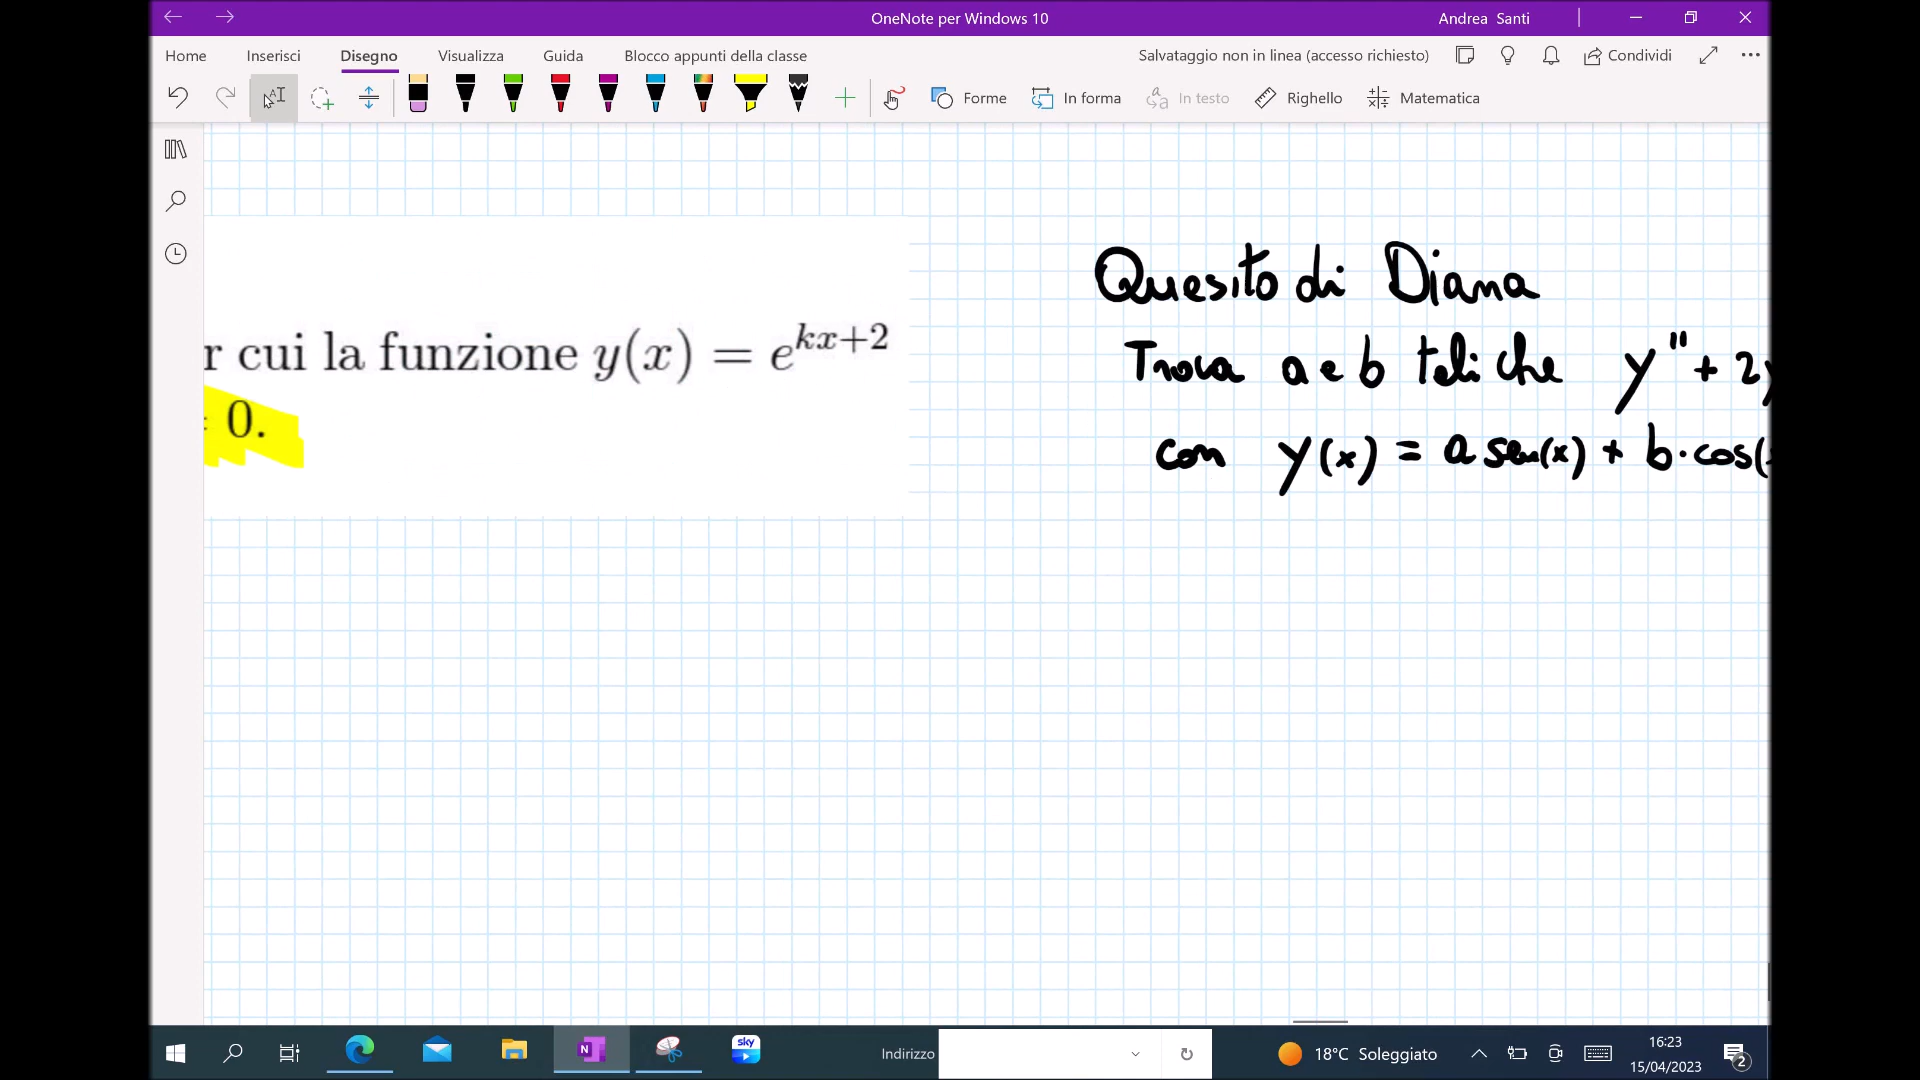 OneNote per Windows 10
Andrea Santi
Home Inserisci Disegno Visualizza Guida Blocco appunti della classe
Salvataggio non in linea (accesso richiesto) Condividi
Forme In forma In testo Righello Matematica
r cui la funzione y(x) = e^{kx+2}
= 0.
Quesito di Diana
Trova a e b tali che y'' + 2y
con y(x) = a sen(x) + b · cos(
Indirizzo
18°C Soleggiato
16:23
15/04/2023
2
sky
N